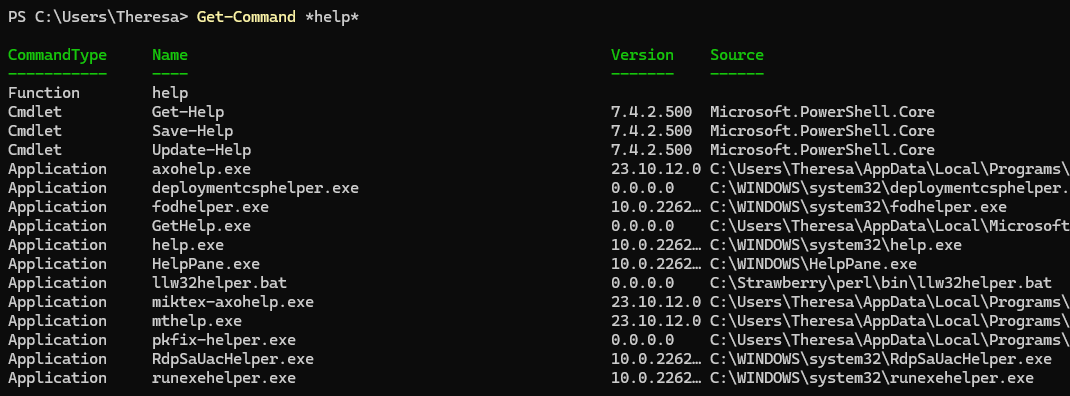 PS C:\Users\Theresa> Get-Command *help*
CommandType     Name                                               Version    Source
-----------     ----                                               -------    ------
Function        help
Cmdlet          Get-Help                                           7.4.2.500  Microsoft.PowerShell.Core
Cmdlet          Save-Help                                          7.4.2.500  Microsoft.PowerShell.Core
Cmdlet          Update-Help                                        7.4.2.500  Microsoft.PowerShell.Core
Application     axohelp.exe                                        23.10.12.0 C:\Users\Theresa\AppData\Local\Programs\
Application     deploymentcsphelper.exe                            0.0.0.0    C:\WINDOWS\system32\deploymentcsphelper.
Application     fodhelper.exe                                      10.0.2262… C:\WINDOWS\system32\fodhelper.exe
Application     GetHelp.exe                                        0.0.0.0    C:\Users\Theresa\AppData\Local\Microsoft
Application     help.exe                                           10.0.2262… C:\WINDOWS\system32\help.exe
Application     HelpPane.exe                                       10.0.2262… C:\WINDOWS\HelpPane.exe
Application     llw32helper.bat                                    0.0.0.0    C:\Strawberry\perl\bin\llw32helper.bat
Application     miktex-axohelp.exe                                 23.10.12.0 C:\Users\Theresa\AppData\Local\Programs\
Application     mthelp.exe                                         23.10.12.0 C:\Users\Theresa\AppData\Local\Programs\
Application     pkfix-helper.exe                                   0.0.0.0    C:\Users\Theresa\AppData\Local\Programs\
Application     RdpSaUacHelper.exe                                 10.0.2262… C:\WINDOWS\system32\RdpSaUacHelper.exe
Application     runexehelper.exe                                   10.0.2262… C:\WINDOWS\system32\runexehelper.exe